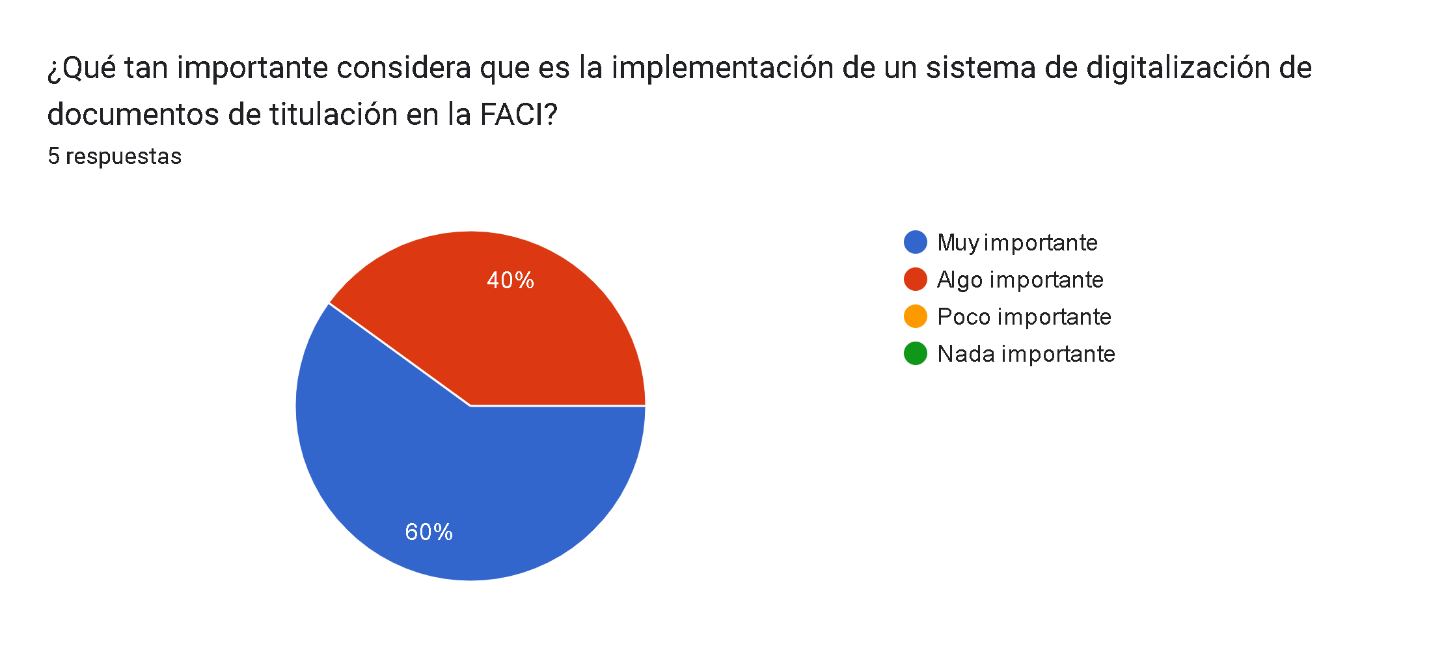 ¿Qué tan importante considera que es la implementación de un sistema de digitalización de
documentos de titulación en la FACI?
5 respuestas
40%
60%
Muy importante
Algo importante
Poco importante
Nada importante